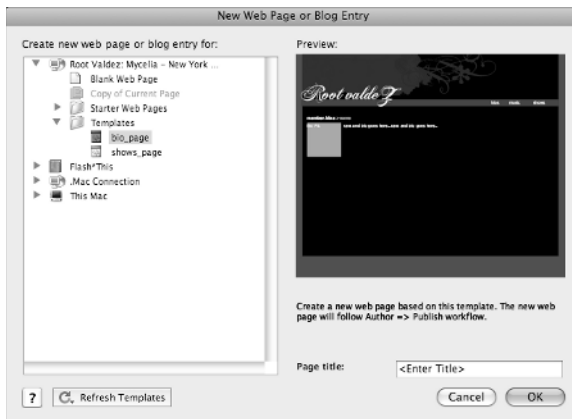 New Web Page or Blog Entry
Create new web page or blog entry for:
Root Valdez: Mycelia – New York ...
Blank Web Page
Copy of Current Page
Starter Web Pages
Templates
bio_page
shows_page
Flash*This
.Mac Connection
This Mac
? Refresh Templates
Preview:
Root valdez
Create a new web page based on this template. The new web
page will follow Author => Publish workflow.
Page title: <Enter Title>
Cancel OK